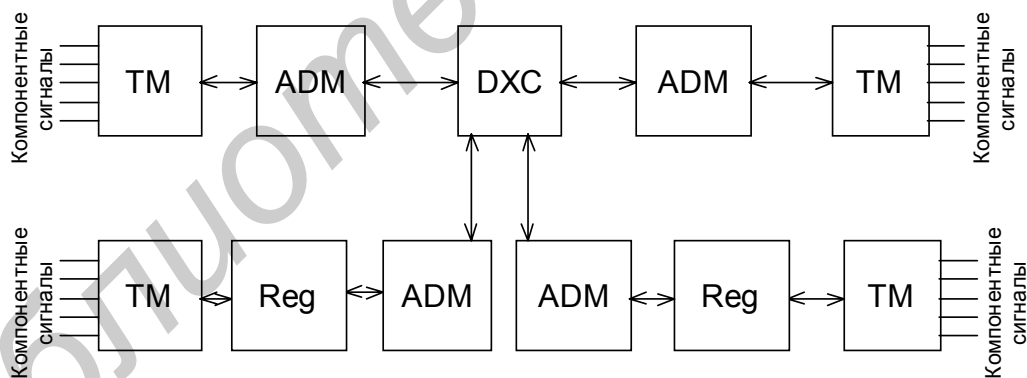 Компонентные
сигналы
TM
ADM
DXC
ADM
TM
Компонентные
сигналы
Компонентные
сигналы
TM
Reg
ADM
ADM
Reg
TM
Компонентные
сигналы